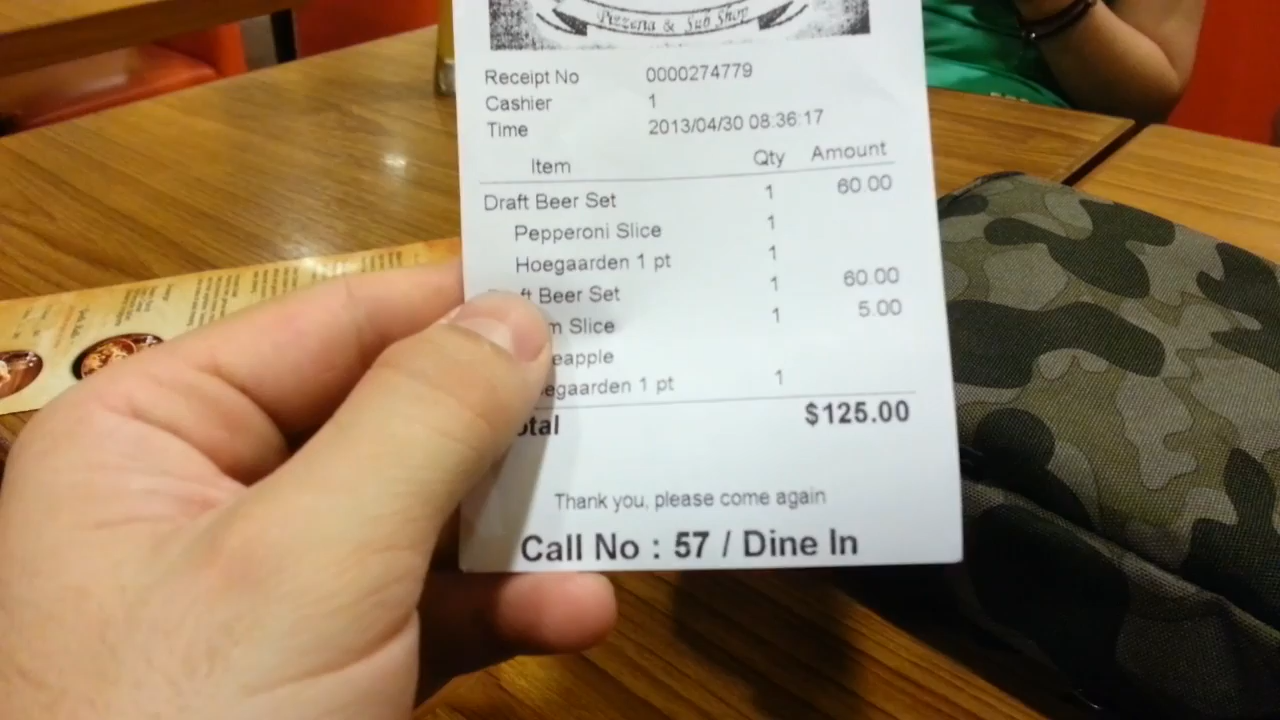 Pizzeria & Sub Shop
Receipt No 0000274779
Cashier 1
Time 2013/04/30 08:36:17
Item Qty Amount
Draft Beer Set 1 60.00
Pepperoni Slice 1
Hoegaarden 1 pt 1
ft Beer Set 1 60.00
m Slice 1 5.00
eapple
egaarden 1 pt 1
otal $125.00
Thank you, please come again
Call No : 57 / Dine In